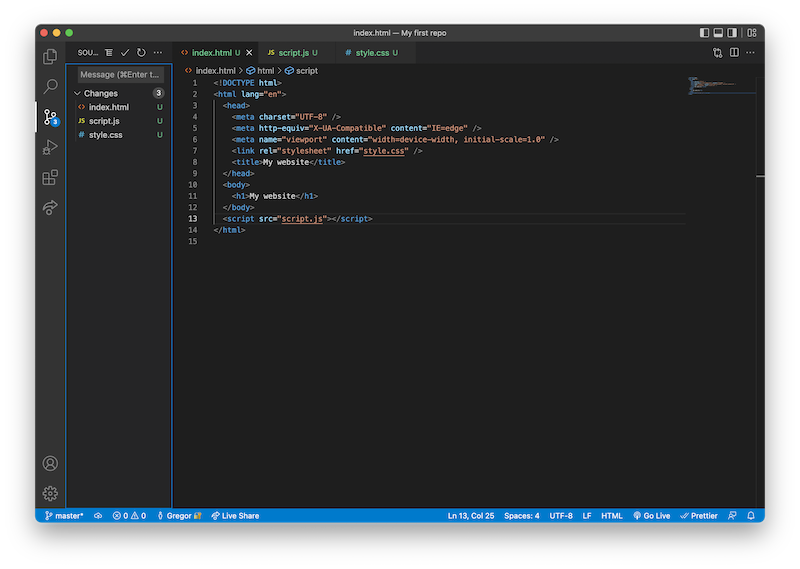 index.html — My first repo
SOU...
index.html U
script.js U
style.css U
Message (⌘Enter t...
index.html > html > script
Changes 3
index.html U
script.js U
style.css U
1 <!DOCTYPE html>
2 <html lang="en">
3 <head>
4 <meta charset="UTF-8" />
5 <meta http-equiv="X-UA-Compatible" content="IE=edge" />
6 <meta name="viewport" content="width=device-width, initial-scale=1.0" />
7 <link rel="stylesheet" href="style.css" />
8 <title>My website</title>
9 </head>
10 <body>
11 <h1>My website</h1>
12 </body>
13 <script src="script.js"></script>
14 </html>
15
3
master* 0 0 Gregor Live Share Ln 13, Col 25 Spaces: 4 UTF-8 LF HTML Go Live Prettier